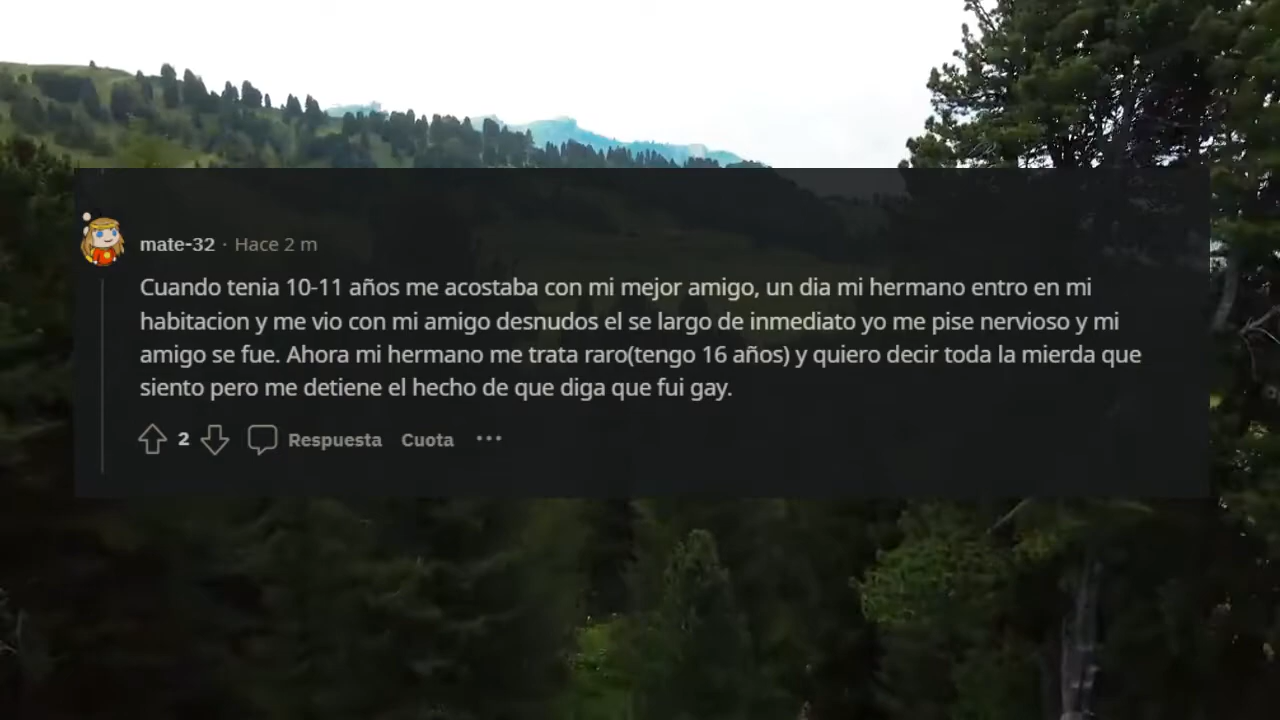 mate-32 · Hace 2 m
Cuando tenia 10-11 años me acostaba con mi mejor amigo, un dia mi hermano entro en mi
habitacion y me vio con mi amigo desnudos el se largo de inmediato yo me pise nervioso y mi
amigo se fue. Ahora mi hermano me trata raro(tengo 16 años) y quiero decir toda la mierda que
siento pero me detiene el hecho de que diga que fui gay.
2 Respuesta Cuota ···